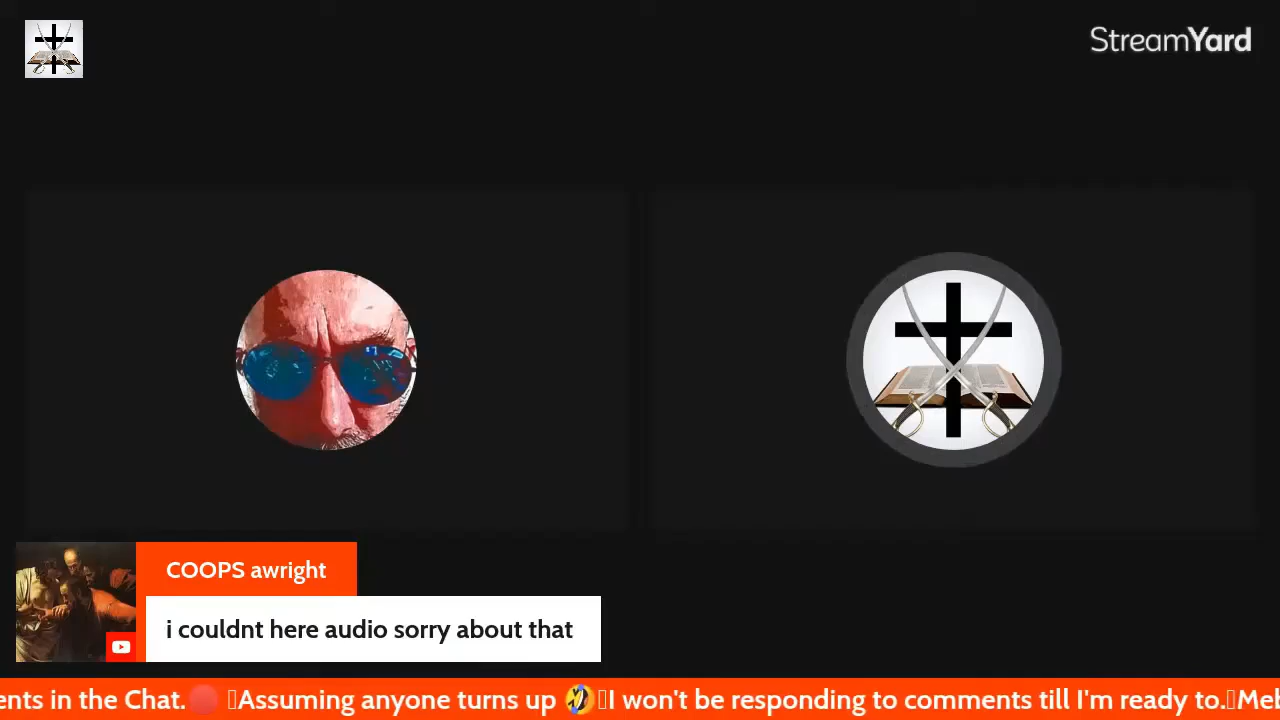 StreamYard
COOPS awright
i couldnt here audio sorry about that
ents in the Chat.🔴 Assuming anyone turns up 🤣 I won't be responding to comments till I'm ready to. Meh